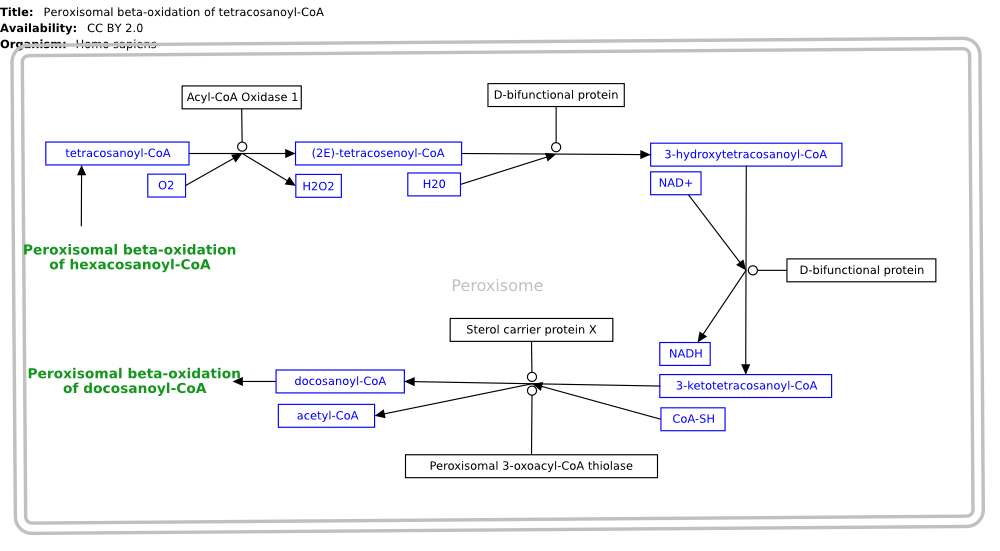 Title: Peroxisomal beta-oxidation of tetracosanoyl-CoA
Availability: CC BY 2.0
Organism: Homo sapiens
Acyl-CoA Oxidase 1
D-bifunctional protein
tetracosanoyl-CoA
(2E)-tetracosenoyl-CoA
3-hydroxytetracosanoyl-CoA
O2
H2O2
H20
NAD+
Peroxisomal beta-oxidation
of hexacosanoyl-CoA
D-bifunctional protein
Peroxisome
Sterol carrier protein X
NADH
Peroxisomal beta-oxidation
of docosanoyl-CoA
docosanoyl-CoA
3-ketotetracosanoyl-CoA
acetyl-CoA
CoA-SH
Peroxisomal 3-oxoacyl-CoA thiolase